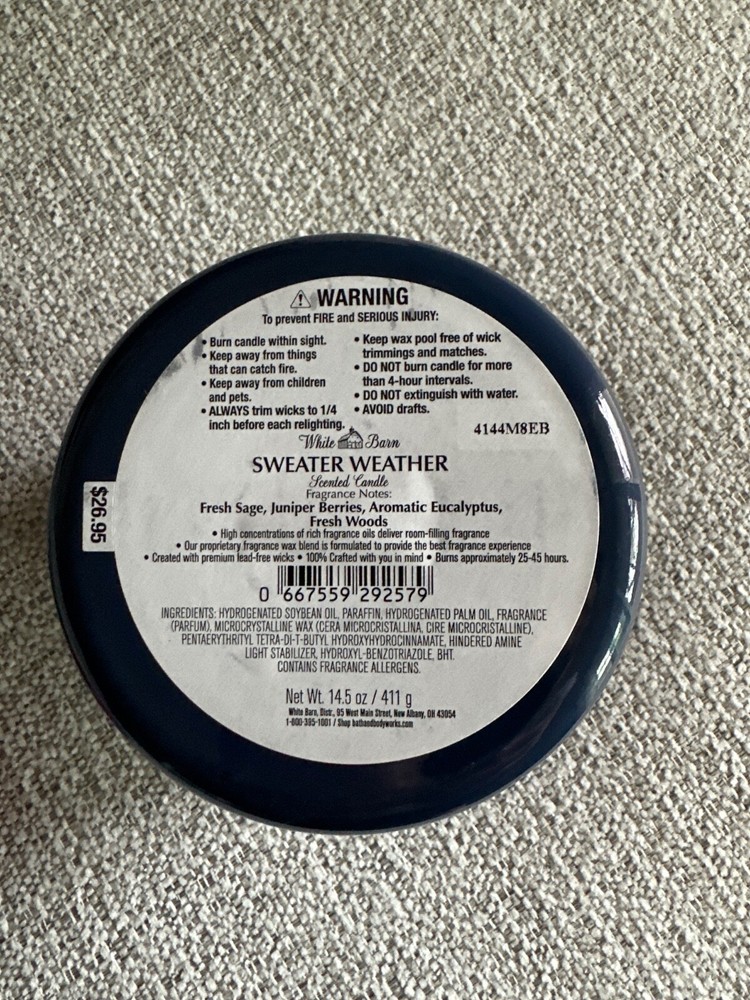 ⚠ WARNING
To prevent FIRE and SERIOUS INJURY:
• Burn candle within sight.
• Keep away from things
that can catch fire.
• Keep away from children
and pets.
• ALWAYS trim wicks to 1/4
inch before each relighting.
• Keep wax pool free of wick
trimmings and matches.
• DO NOT burn candle for more
than 4-hour intervals.
• DO NOT extinguish with water.
• AVOID drafts.
4144M8EB
White Barn
SWEATER WEATHER
Scented Candle
Fragrance Notes:
Fresh Sage, Juniper Berries, Aromatic Eucalyptus,
Fresh Woods
• High concentrations of rich fragrance oils deliver room-filling fragrance
• Our proprietary fragrance wax blend is formulated to provide the best fragrance experience
• Created with premium lead-free wicks • 100% Crafted with you in mind • Burns approximately 25-45 hours.
$26.95
0 667559 292579
INGREDIENTS: HYDROGENATED SOYBEAN OIL, PARAFFIN, HYDROGENATED PALM OIL, FRAGRANCE
(PARFUM), MICROCRYSTALLINE WAX (CERA MICROCRISTALLINA, CIRE MICROCRISTALLINE),
PENTAERYTHRITYL TETRA-DI-T-BUTYL HYDROXYHYDROCINNAMATE, HINDERED AMINE
LIGHT STABILIZER, HYDROXYL-BENZOTRIAZOLE, BHT.
CONTAINS FRAGRANCE ALLERGENS.
Net Wt. 14.5 oz / 411 g
White Barn, Distr., 95 West Main Street, New Albany, OH 43054
1-800-395-1001 / Shop bathandbodyworks.com